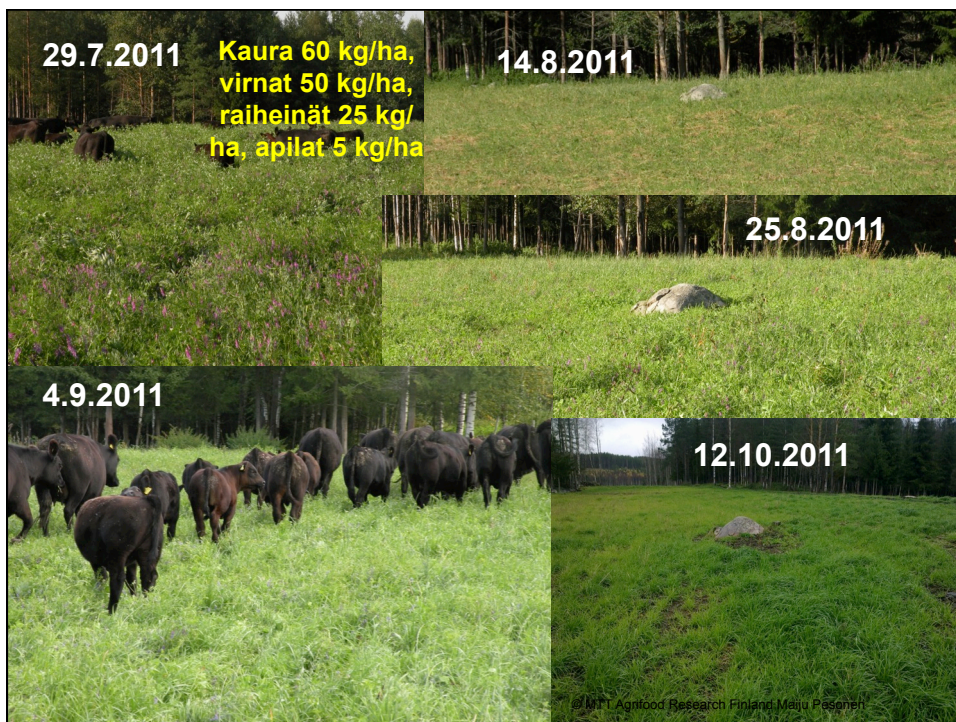 29.7.2011
Kaura 60 kg/ha,
virnat 50 kg/ha,
raiheinät 25 kg/
ha, apilat 5 kg/ha
14.8.2011
25.8.2011
4.9.2011
12.10.2011
© MTT Agrifood Research Finland Maiju Pesonen